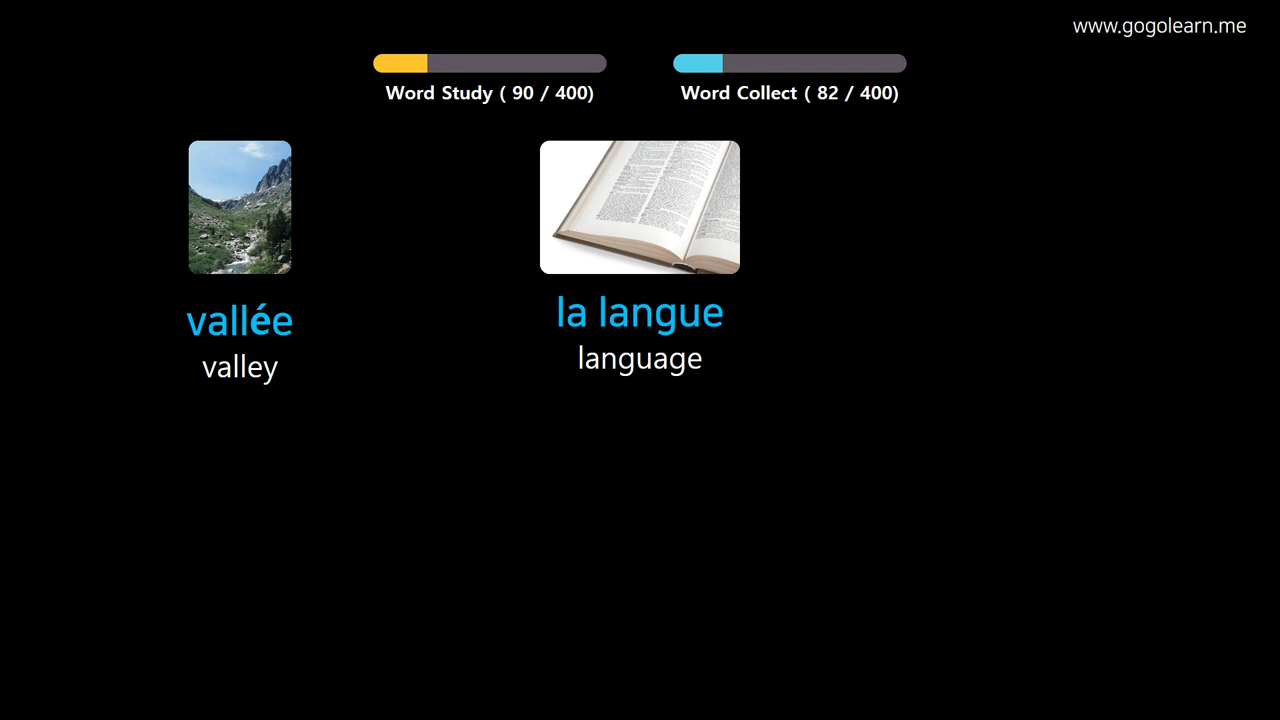 www.gogolearn.me
Word Study ( 90 / 400)
Word Collect ( 82 / 400)
vallée
valley
la langue
language